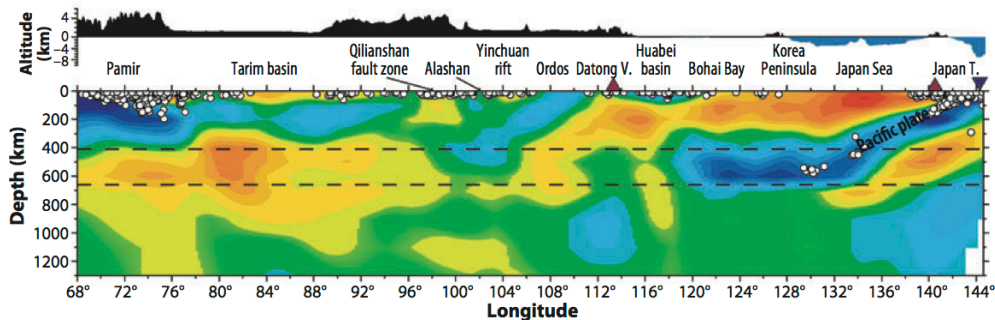 Altitude
(km)
4
0
-4
-8
Qilianshan
Yinchuan
Huabei
Korea
Pamir
Tarim basin
fault zone
Alashan
rift
Ordos
Datong V.
basin
Bohai Bay
Peninsula
Japan Sea
Japan T.
Depth (km)
0
200
400
600
800
1000
1200
Pacific plate
68° 72° 76° 80° 84° 88° 92° 96° 100° 104° 108° 112° 116° 120° 124° 128° 132° 136° 140° 144°
Longitude